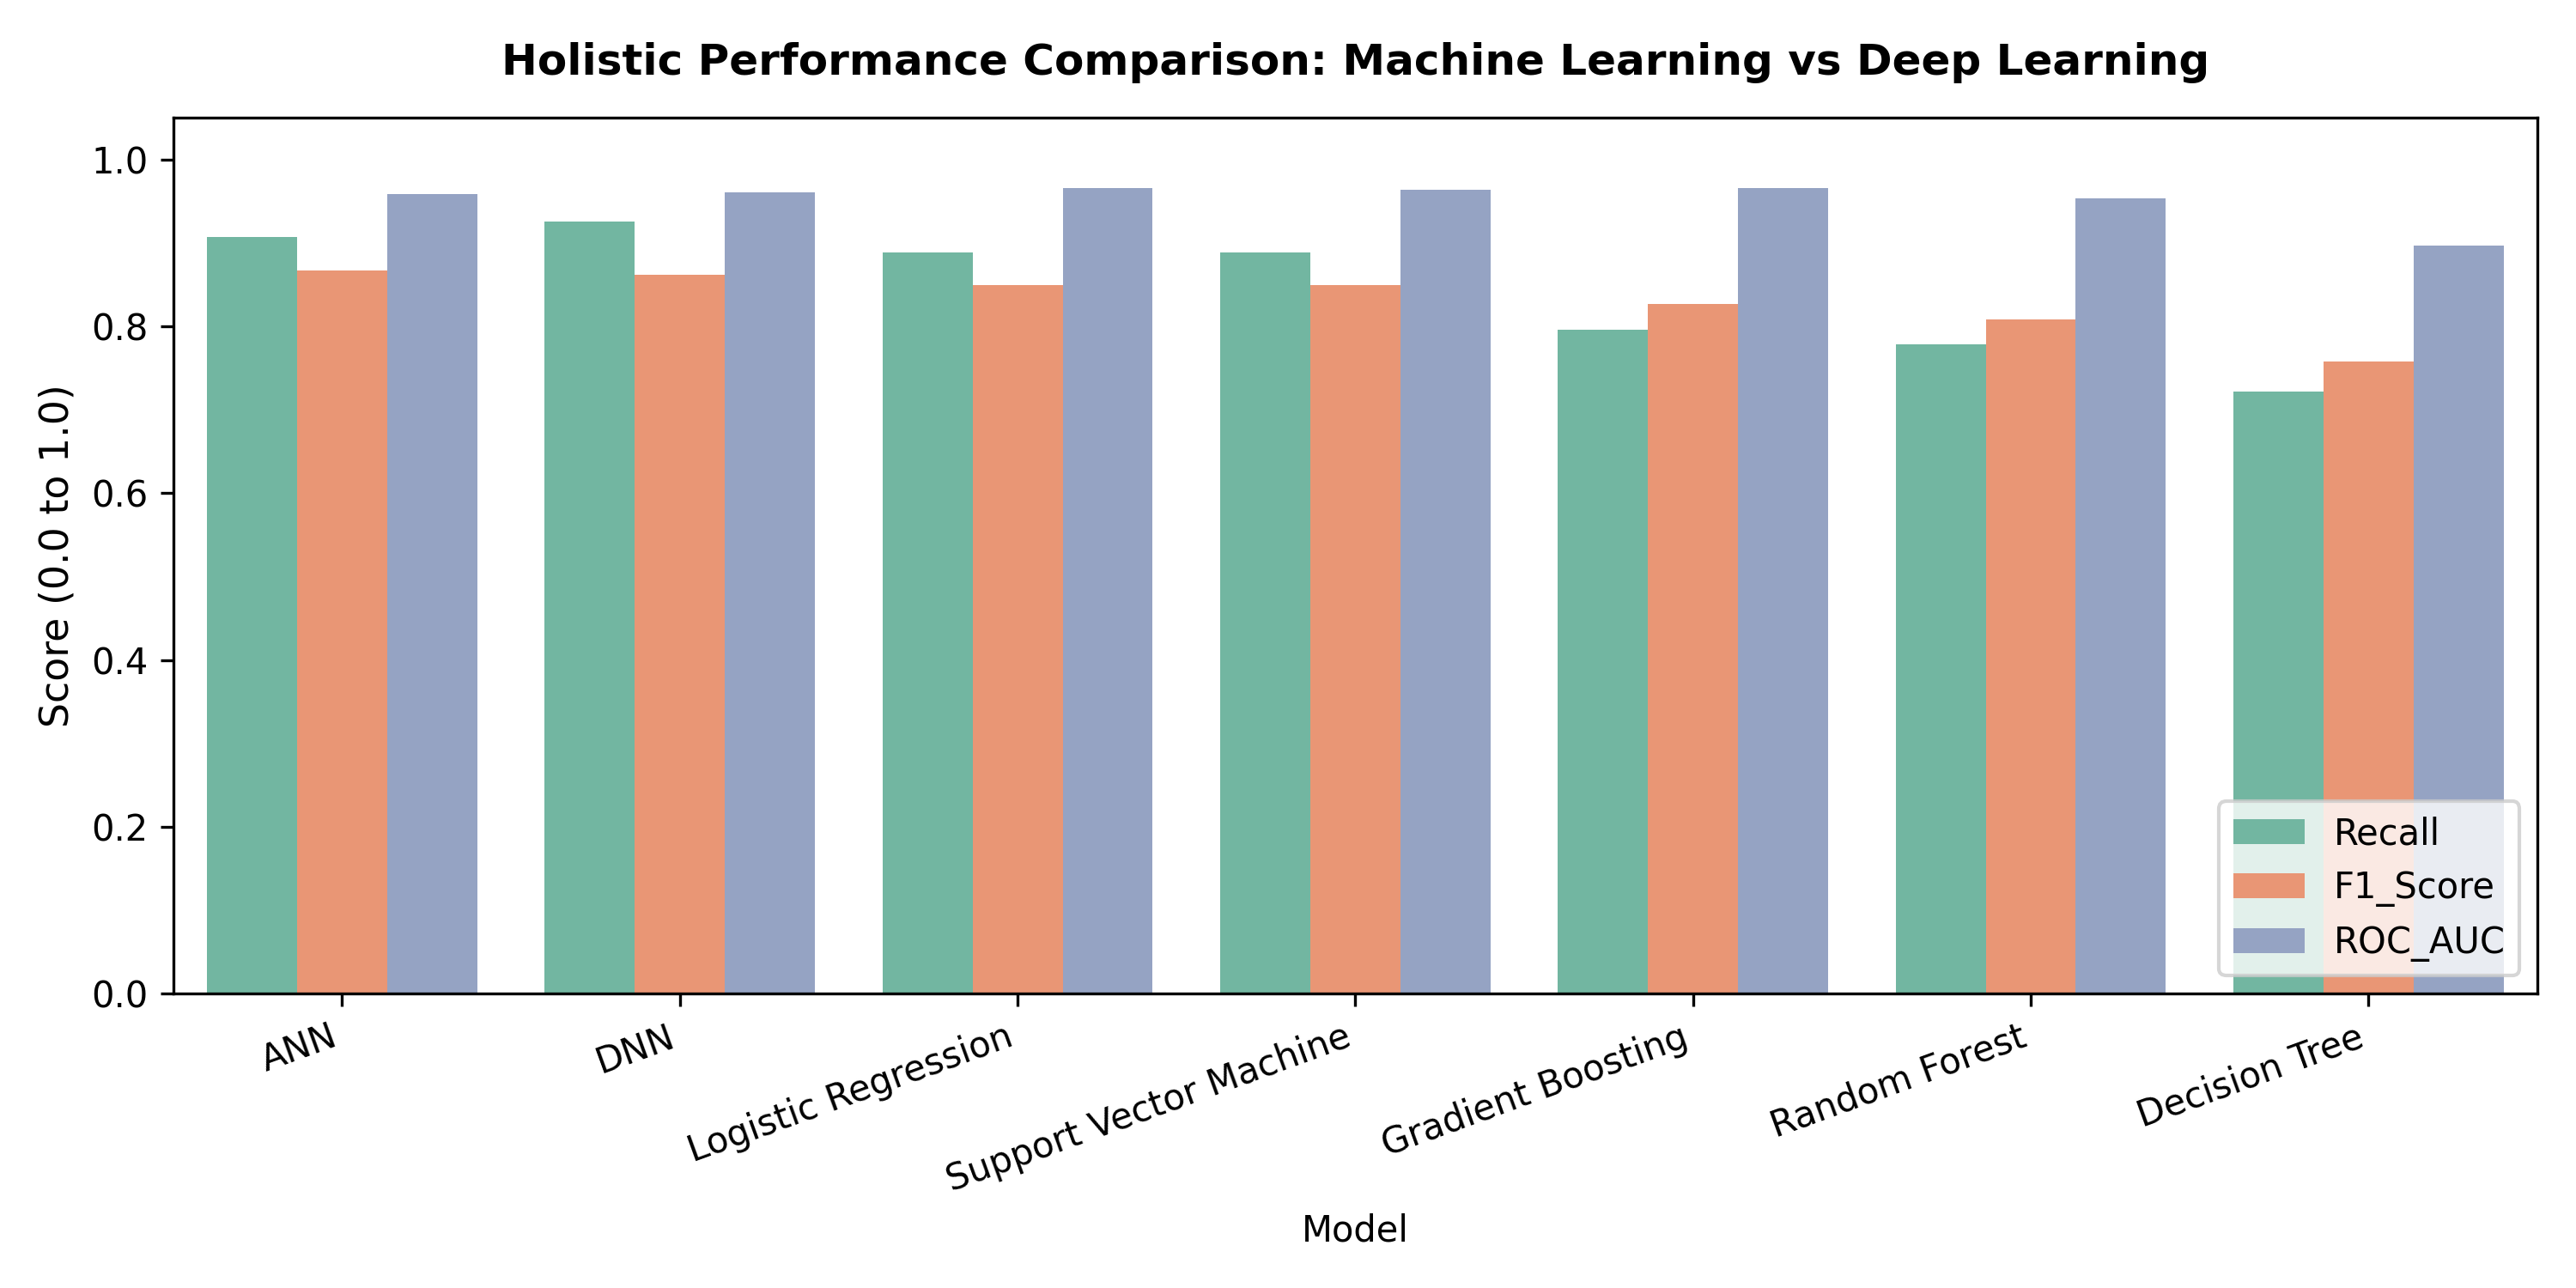 Holistic Performance Comparison: Machine Learning vs Deep Learning
Score (0.0 to 1.0)
1.0
0.8
0.6
0.4
0.2
0.0
Recall
F1_Score
ROC_AUC
ANN
DNN
Logistic Regression
Support Vector Machine
Gradient Boosting
Random Forest
Decision Tree
Model